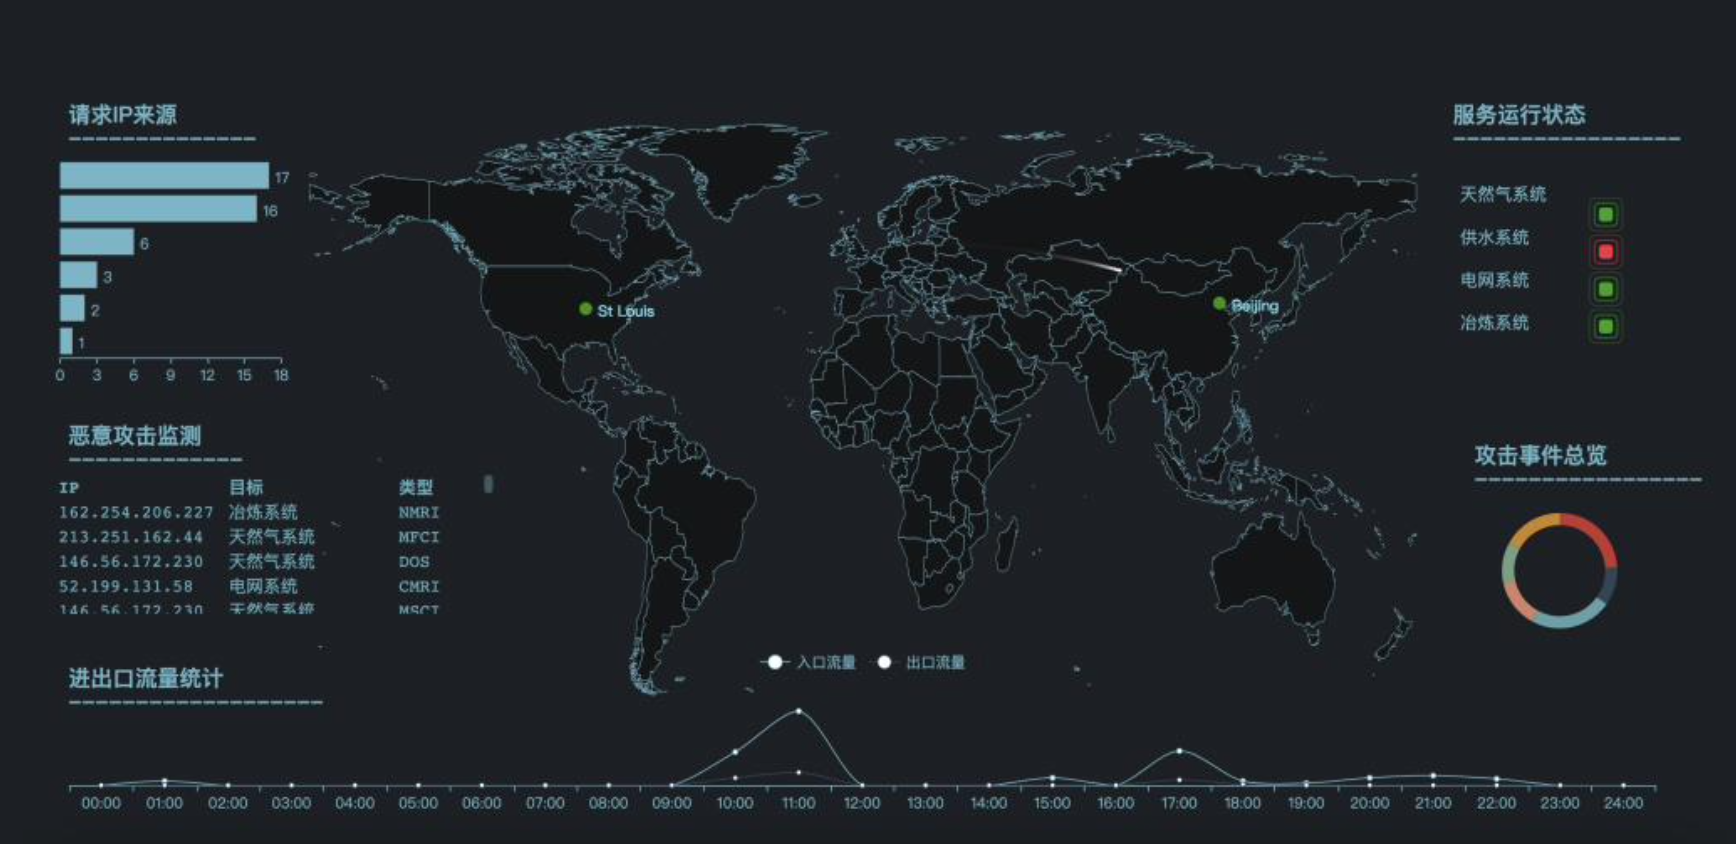 请求IP来源
17
16
6
3
2
1
0 3 6 9 12 15 18
恶意攻击监测
IP 目标 类型
162.254.206.227 冶炼系统 NMRI
213.251.162.44 天然气系统 MFCI
146.56.172.230 天然气系统 DOS
52.199.131.58 电网系统 CMRI
146.56.172.230 天然气系统 MSCI
St Louis
Beijing
服务运行状态
天然气系统
供水系统
电网系统
冶炼系统
攻击事件总览
进出口流量统计
入口流量 出口流量
00:00 01:00 02:00 03:00 04:00 05:00 06:00 07:00 08:00 09:00 10:00 11:00 12:00 13:00 14:00 15:00 16:00 17:00 18:00 19:00 20:00 21:00 22:00 23:00 24:00